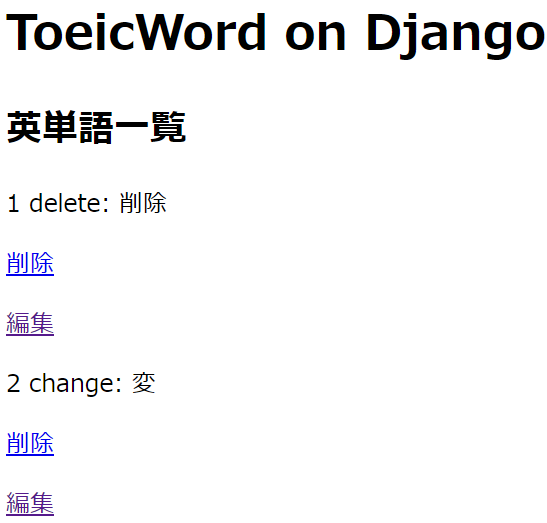 ToeicWord on Django
英単語一覧
1 delete: 削除
削除
編集
2 change: 変
削除
編集